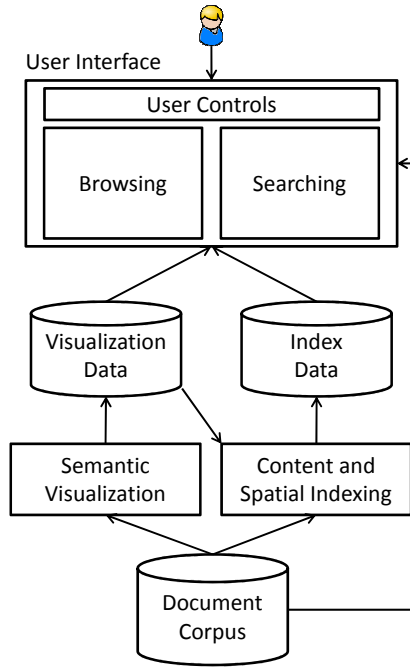 User Interface
User Controls
Browsing
Searching
Visualization
Data
Index
Data
Semantic
Visualization
Content and
Spatial Indexing
Document
Corpus